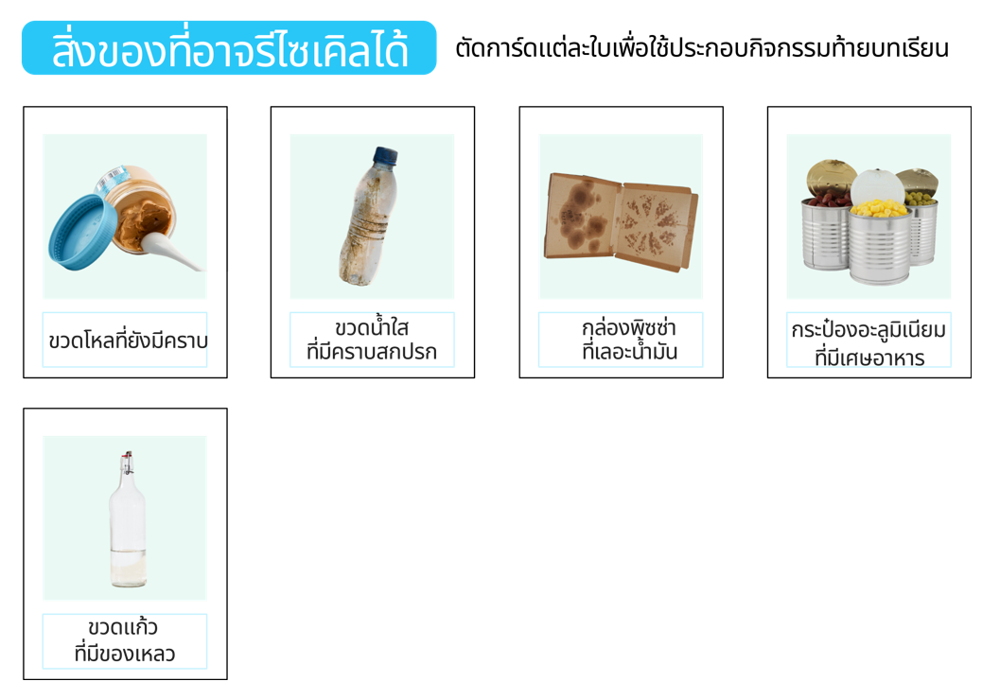 สิ่งของที่อาจรีไซเคิลได้
ตัดการ์ดแต่ละใบเพื่อใช้ประกอบกิจกรรมท้ายบทเรียน
ขวดโหลที่ยังมีคราบ
ขวดน้ำใส
ที่มีคราบสกปรก
กล่องพิซซ่า
ที่เลอะน้ำมัน
กระป๋องอะลูมิเนียม
ที่มีเศษอาหาร
ขวดแก้ว
ที่มีของเหลว